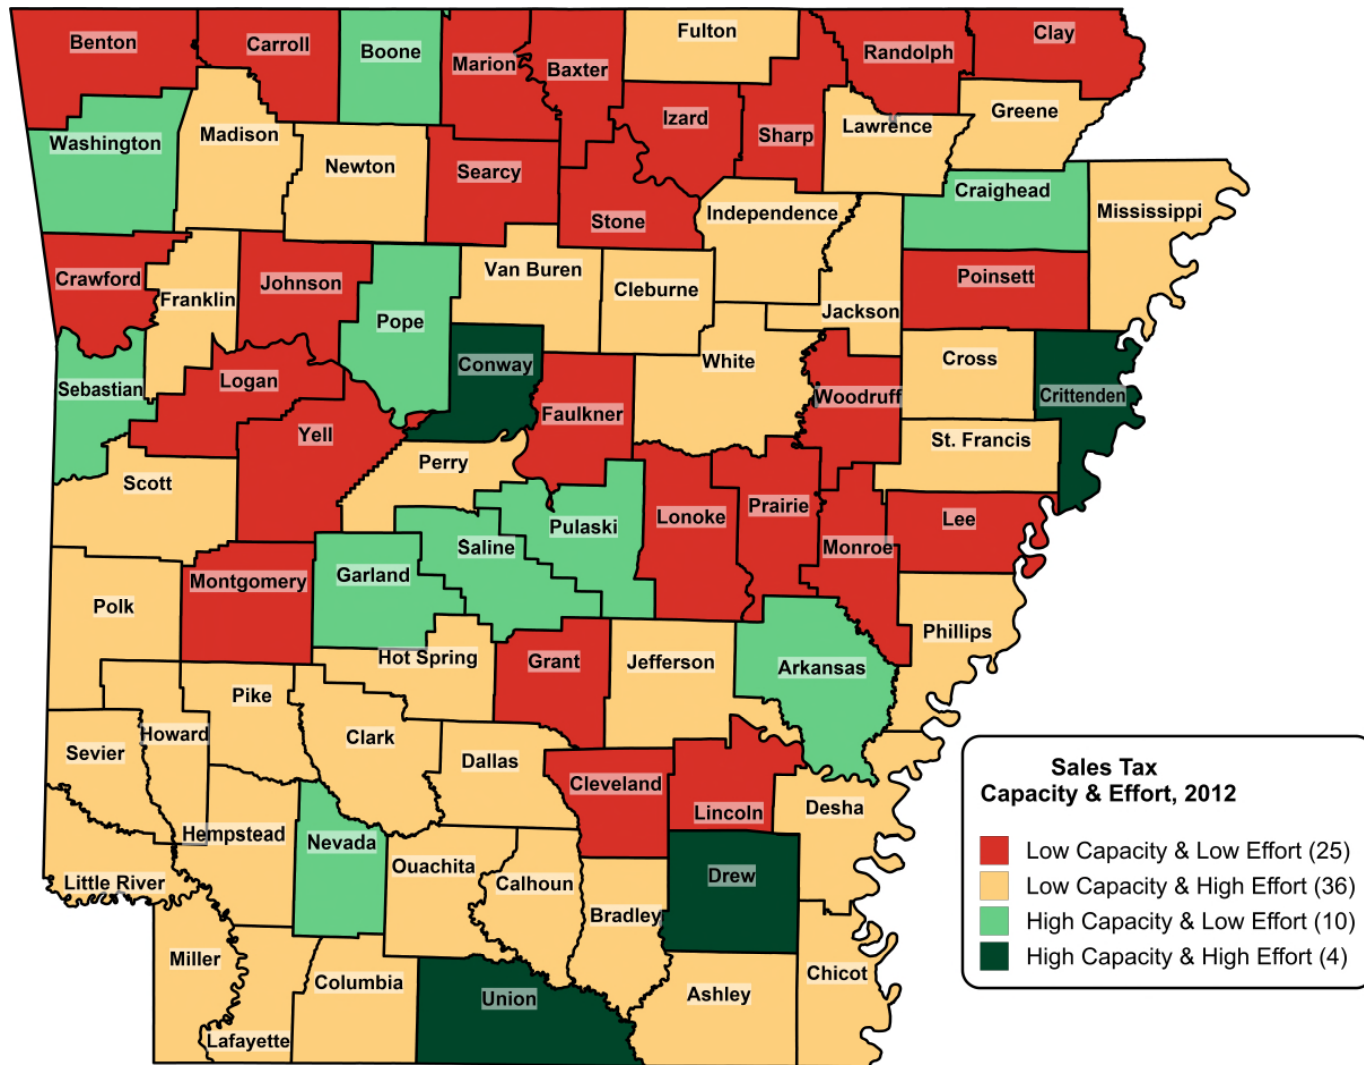 Benton
Carroll
Boone
Marion
Baxter
Fulton
Randolph
Clay
Washington
Madison
Newton
Searcy
Stone
Izard
Sharp
Lawrence
Greene
Craighead
Mississippi
Independence
Crawford
Franklin
Johnson
Pope
Van Buren
Cleburne
Jackson
Poinsett
Sebastian
Logan
Conway
White
Woodruff
Cross
Crittenden
Yell
Faulkner
St. Francis
Scott
Perry
Pulaski
Lonoke
Prairie
Monroe
Lee
Polk
Montgomery
Garland
Saline
Hot Spring
Grant
Jefferson
Arkansas
Phillips
Sevier
Howard
Pike
Clark
Dallas
Cleveland
Lincoln
Desha
Little River
Hempstead
Nevada
Ouachita
Calhoun
Bradley
Drew
Miller
Lafayette
Columbia
Union
Ashley
Chicot
Sales Tax
Capacity & Effort, 2012
Low Capacity & Low Effort (25)
Low Capacity & High Effort (36)
High Capacity & Low Effort (10)
High Capacity & High Effort (4)